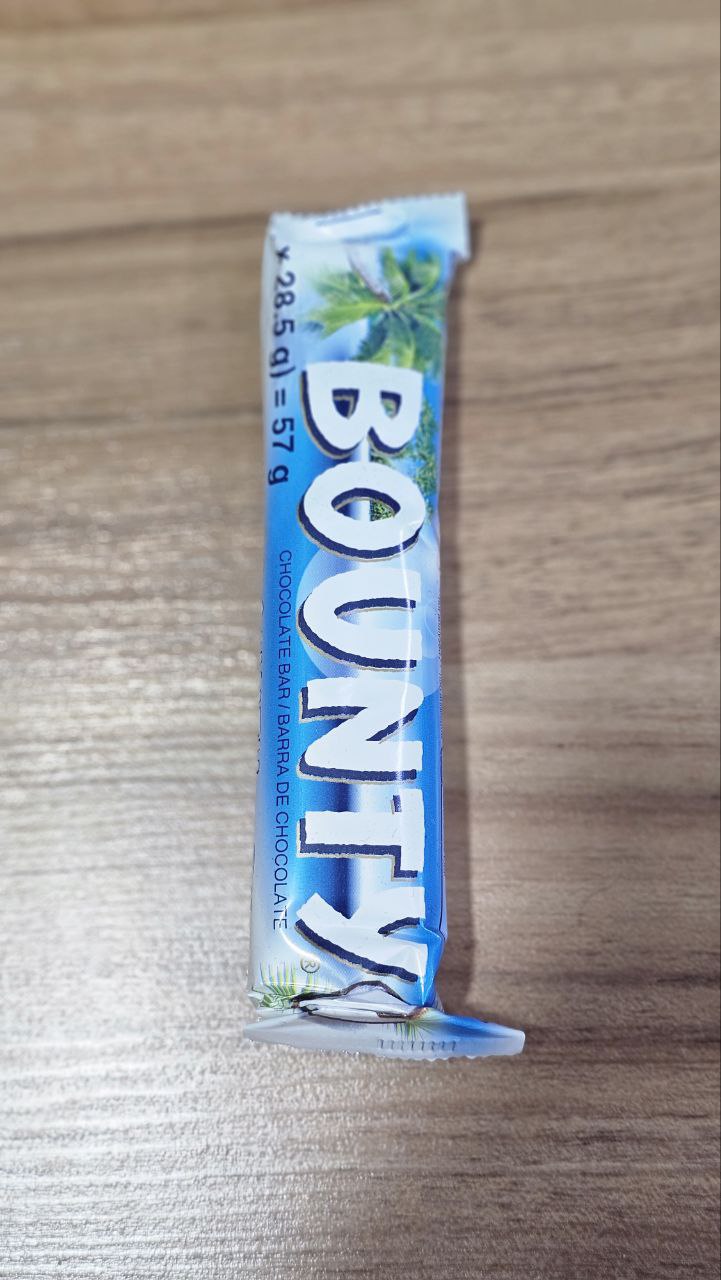 BOUNTY
®
x 28.5 g) = 57 g
CHOCOLATE BAR / BARRA DE CHOCOLATE